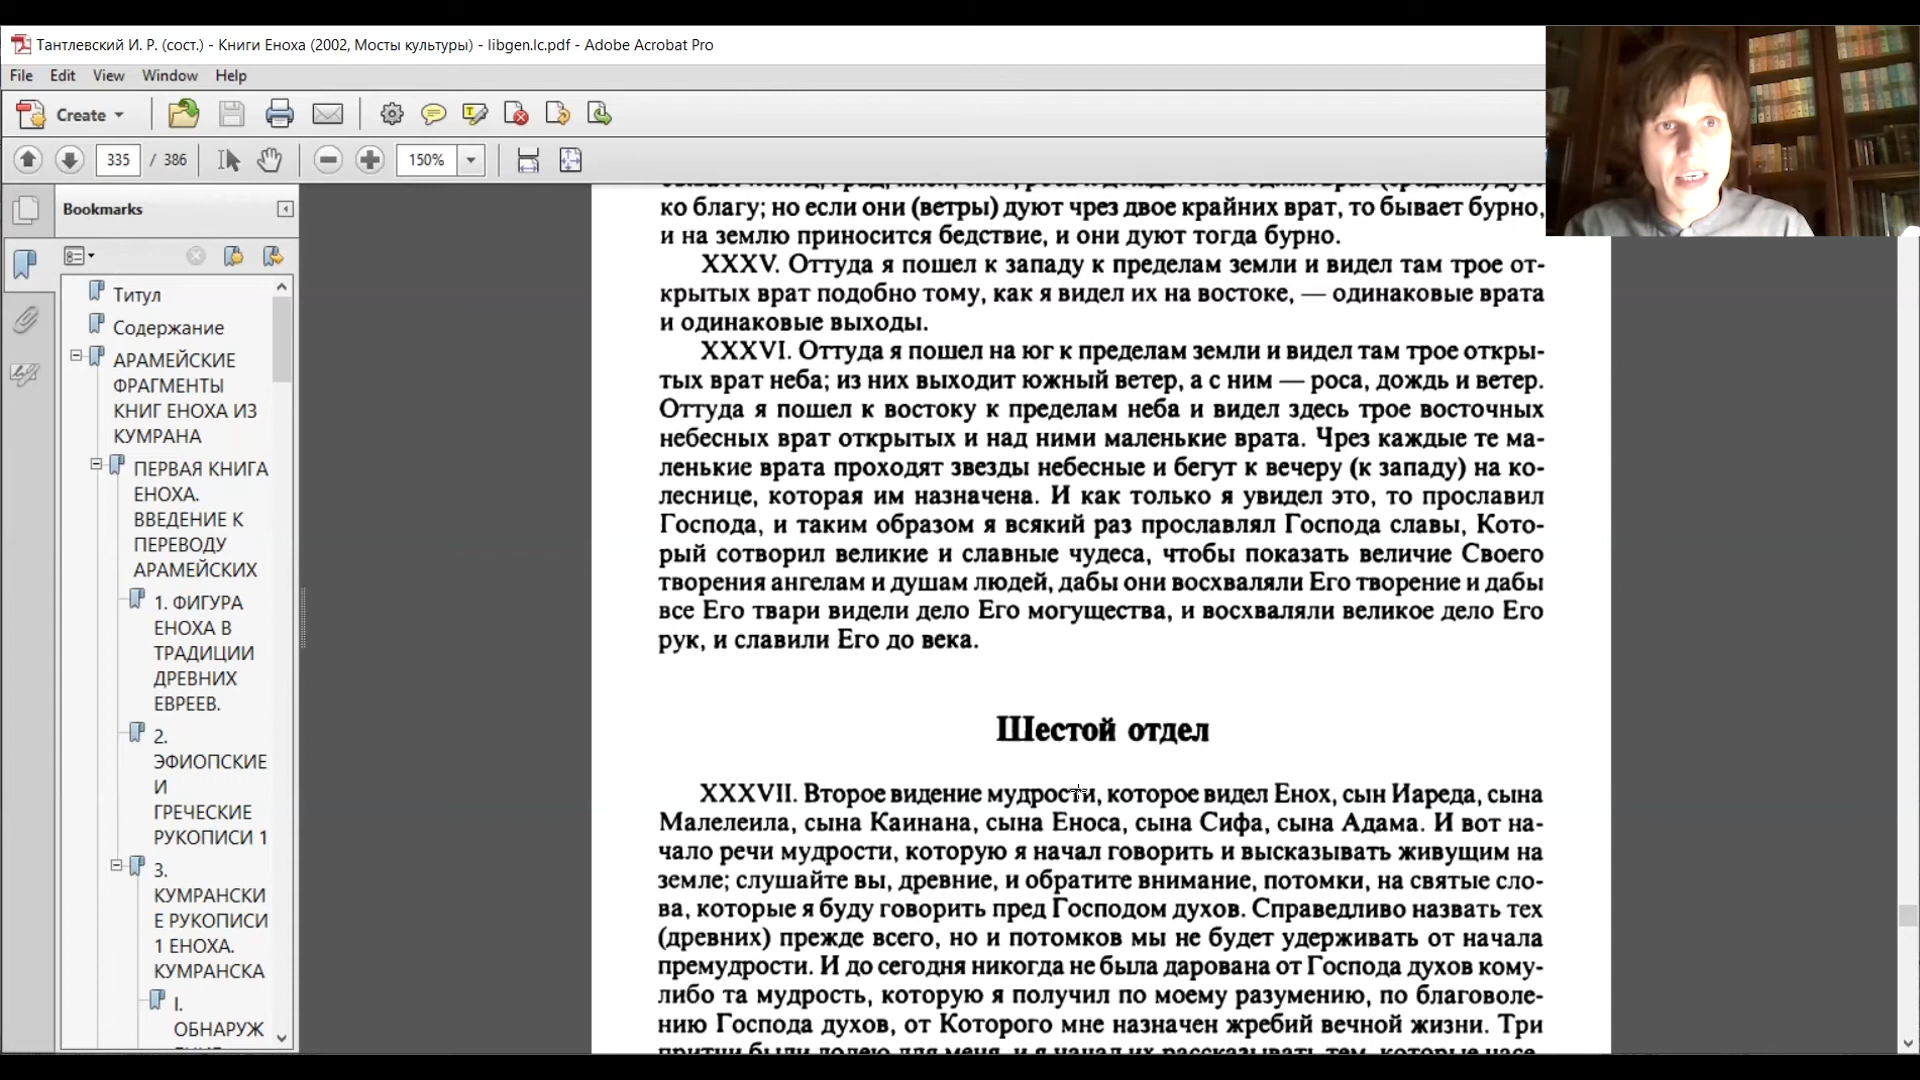 Тантлевский И. Р. (сост.) - Книги Еноха (2002, Мосты культуры) - libgen.lc.pdf - Adobe Acrobat Pro
File Edit View Window Help
Create
335 / 386 150%
Bookmarks
Титул
Содержание
АРАМЕЙСКИЕ
ФРАГМЕНТЫ
КНИГ ЕНОХА ИЗ
КУМРАНА
ПЕРВАЯ КНИГА
ЕНОХА.
ВВЕДЕНИЕ К
ПЕРЕВОДУ
АРАМЕЙСКИХ
1. ФИГУРА
ЕНОХА В
ТРАДИЦИИ
ДРЕВНИХ
ЕВРЕЕВ.
2.
ЭФИОПСКИЕ
И
ГРЕЧЕСКИЕ
РУКОПИСИ 1
3.
КУМРАНСКИ
Е РУКОПИСИ
1 ЕНОХА.
КУМРАНСКА
I.
ОБНАРУЖ
ко благу; но если они (ветры) дуют чрез двое крайних врат, то бывает бурно,
и на землю приносится бедствие, и они дуют тогда бурно.
XXXV. Оттуда я пошел к западу к пределам земли и видел там трое от-
крытых врат подобно тому, как я видел их на востоке, — одинаковые врата
и одинаковые выходы.
XXXVI. Оттуда я пошел на юг к пределам земли и видел там трое откры-
тых врат неба; из них выходит южный ветер, а с ним — роса, дождь и ветер.
Оттуда я пошел к востоку к пределам неба и видел здесь трое восточных
небесных врат открытых и над ними маленькие врата. Чрез каждые те ма-
ленькие врата проходят звезды небесные и бегут к вечеру (к западу) на ко-
леснице, которая им назначена. И как только я увидел это, то прославил
Господа, и таким образом я всякий раз прославлял Господа славы, Кото-
рый сотворил великие и славные чудеса, чтобы показать величие Своего
творения ангелам и душам людей, дабы они восхваляли Его творение и дабы
все Его твари видели дело Его могущества, и восхваляли великое дело Его
рук, и славили Его до века.
Шестой отдел
XXXVII. Второе видение мудрости, которое видел Енох, сын Иареда, сына
Малелеила, сына Каинана, сына Еноса, сына Сифа, сына Адама. И вот на-
чало речи мудрости, которую я начал говорить и высказывать живущим на
земле; слушайте вы, древние, и обратите внимание, потомки, на святые сло-
ва, которые я буду говорить пред Господом духов. Справедливо назвать тех
(древних) прежде всего, но и потомков мы не будет удерживать от начала
премудрости. И до сегодня никогда не была дарована от Господа духов кому-
либо та мудрость, которую я получил по моему разумению, по благоволе-
нию Господа духов, от Которого мне назначен жребий вечной жизни. Три